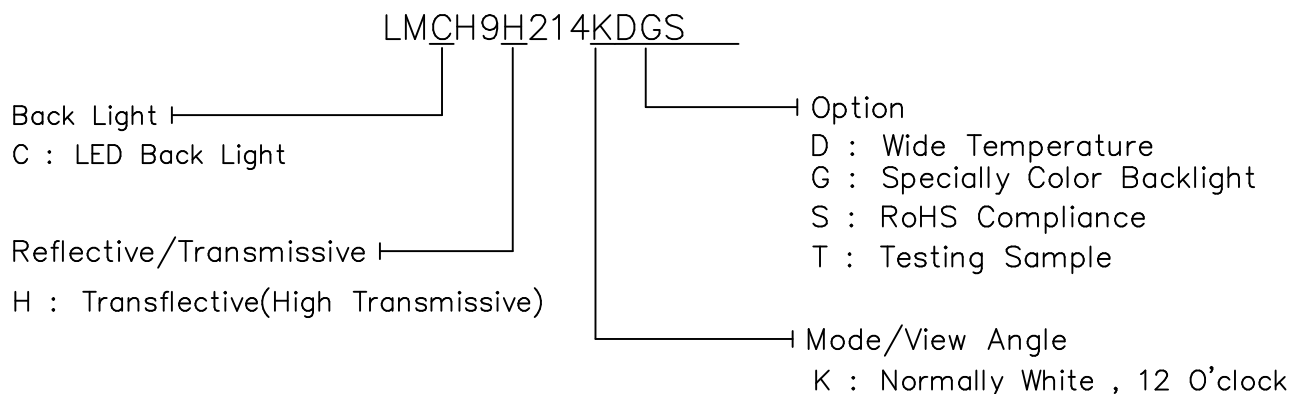 LMCH9H214KDGS
Back Light
C : LED Back Light
Reflective/Transmissive
H : Transflective(High Transmissive)
Option
D : Wide Temperature
G : Specially Color Backlight
S : RoHS Compliance
T : Testing Sample
Mode/View Angle
K : Normally White , 12 O'clock